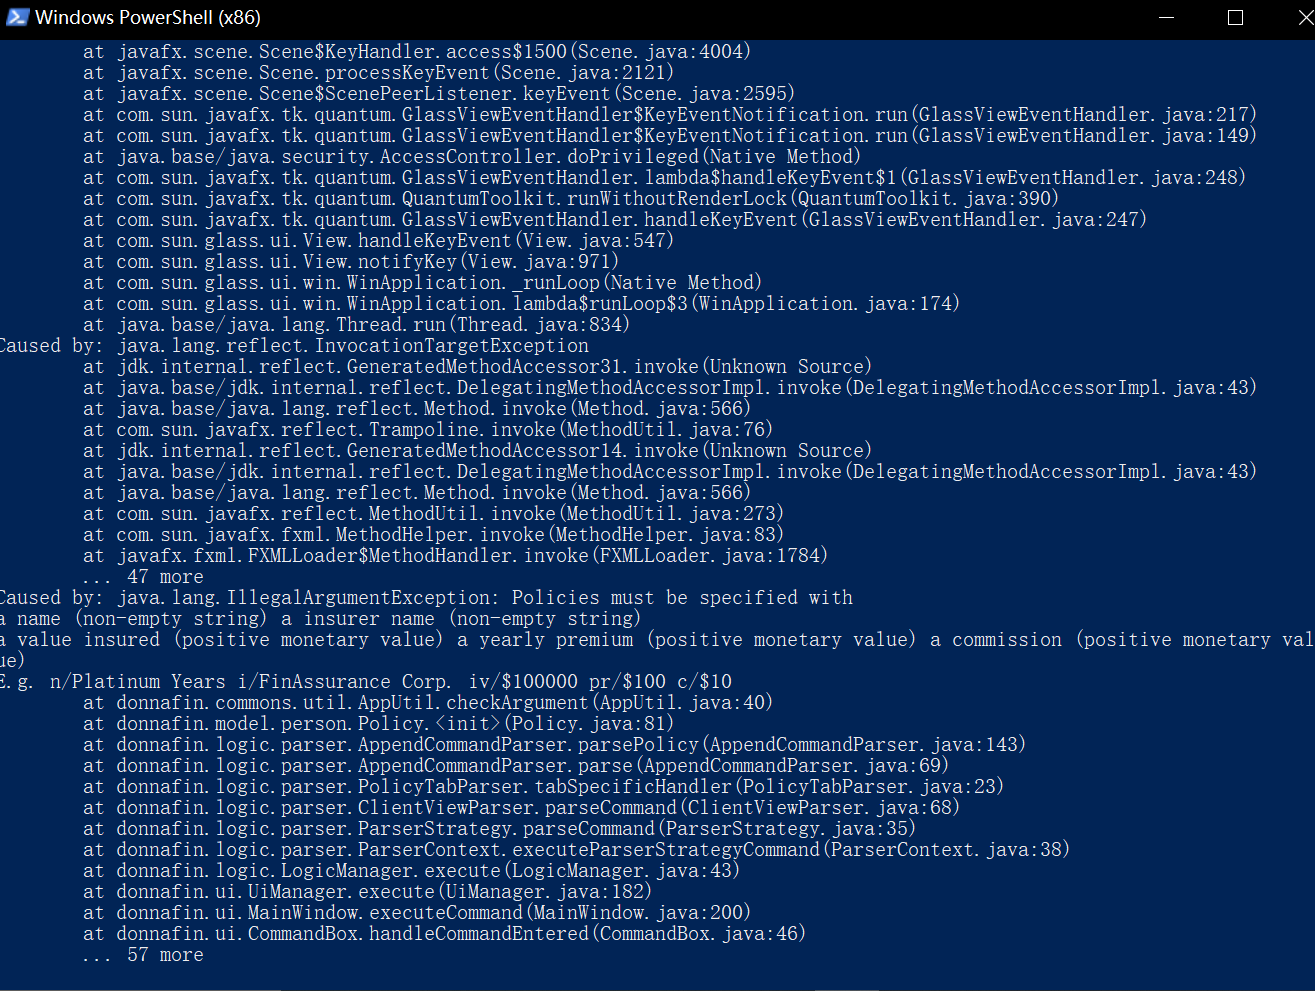 Windows PowerShell (x86)
at javafx.scene.Scene$KeyHandler.access$1500(Scene.java:4004)
at javafx.scene.Scene.processKeyEvent(Scene.java:2121)
at javafx.scene.Scene$ScenePeerListener.keyEvent(Scene.java:2595)
at com.sun.javafx.tk.quantum.GlassViewEventHandler$KeyEventNotification.run(GlassViewEventHandler.java:217)
at com.sun.javafx.tk.quantum.GlassViewEventHandler$KeyEventNotification.run(GlassViewEventHandler.java:149)
at java.base/java.security.AccessController.doPrivileged(Native Method)
at com.sun.javafx.tk.quantum.GlassViewEventHandler.lambda$handleKeyEvent$1(GlassViewEventHandler.java:248)
at com.sun.javafx.tk.quantum.QuantumToolkit.runWithoutRenderLock(QuantumToolkit.java:390)
at com.sun.javafx.tk.quantum.GlassViewEventHandler.handleKeyEvent(GlassViewEventHandler.java:247)
at com.sun.glass.ui.View.handleKeyEvent(View.java:547)
at com.sun.glass.ui.View.notifyKey(View.java:971)
at com.sun.glass.ui.win.WinApplication._runLoop(Native Method)
at com.sun.glass.ui.win.WinApplication.lambda$runLoop$3(WinApplication.java:174)
at java.base/java.lang.Thread.run(Thread.java:834)
Caused by: java.lang.reflect.InvocationTargetException
at jdk.internal.reflect.GeneratedMethodAccessor31.invoke(Unknown Source)
at java.base/jdk.internal.reflect.DelegatingMethodAccessorImpl.invoke(DelegatingMethodAccessorImpl.java:43)
at java.base/java.lang.reflect.Method.invoke(Method.java:566)
at com.sun.javafx.reflect.Trampoline.invoke(MethodUtil.java:76)
at jdk.internal.reflect.GeneratedMethodAccessor14.invoke(Unknown Source)
at java.base/jdk.internal.reflect.DelegatingMethodAccessorImpl.invoke(DelegatingMethodAccessorImpl.java:43)
at java.base/java.lang.reflect.Method.invoke(Method.java:566)
at com.sun.javafx.reflect.MethodUtil.invoke(MethodUtil.java:273)
at com.sun.javafx.fxml.MethodHelper.invoke(MethodHelper.java:83)
at javafx.fxml.FXMLLoader$MethodHandler.invoke(FXMLLoader.java:1784)
... 47 more
Caused by: java.lang.IllegalArgumentException: Policies must be specified with
a name (non-empty string) a insurer name (non-empty string)
a value insured (positive monetary value) a yearly premium (positive monetary value) a commission (positive monetary val
ue)
E.g. n/Platinum Years i/FinAssurance Corp. iv/$100000 pr/$100 c/$10
at donnafin.commons.util.AppUtil.checkArgument(AppUtil.java:40)
at donnafin.model.person.Policy.<init>(Policy.java:81)
at donnafin.logic.parser.AppendCommandParser.parsePolicy(AppendCommandParser.java:143)
at donnafin.logic.parser.AppendCommandParser.parse(AppendCommandParser.java:69)
at donnafin.logic.parser.PolicyTabParser.tabSpecificHandler(PolicyTabParser.java:23)
at donnafin.logic.parser.ClientViewParser.parseCommand(ClientViewParser.java:68)
at donnafin.logic.parser.ParserStrategy.parseCommand(ParserStrategy.java:35)
at donnafin.logic.parser.ParserContext.executeParserStrategyCommand(ParserContext.java:38)
at donnafin.logic.LogicManager.execute(LogicManager.java:43)
at donnafin.ui.UiManager.execute(UiManager.java:182)
at donnafin.ui.MainWindow.executeCommand(MainWindow.java:200)
at donnafin.ui.CommandBox.handleCommandEntered(CommandBox.java:46)
... 57 more